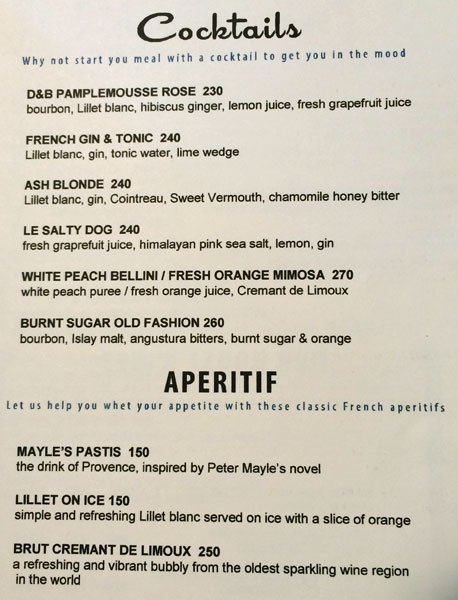 Cocktails
Why not start you meal with a cocktail to get you in the mood
D&B PAMPLEMOUSSE ROSE 230
bourbon, Lillet blanc, hibiscus ginger, lemon juice, fresh grapefruit juice
FRENCH GIN & TONIC 240
Lillet blanc, gin, tonic water, lime wedge
ASH BLONDE 240
Lillet blanc, gin, Cointreau, Sweet Vermouth, chamomile honey bitter
LE SALTY DOG 240
fresh graprefruit juice, himalayan pink sea salt, lemon, gin
WHITE PEACH BELLINI / FRESH ORANGE MIMOSA 270
white peach puree / fresh orange juice, Cremant de Limoux
BURNT SUGAR OLD FASHION 260
bourbon, Islay malt, angustura bitters, burnt sugar & orange
APERITIF
Let us help you whet your appetite with these classic French aperitifs
MAYLE'S PASTIS 150
the drink of Provence, inspired by Peter Mayle's novel
LILLET ON ICE 150
simple and refreshing Lillet blanc served on ice with a slice of orange
BRUT CREMANT DE LIMOUX 250
a refreshing and vibrant bubbly from the oldest sparkling wine region
in the world